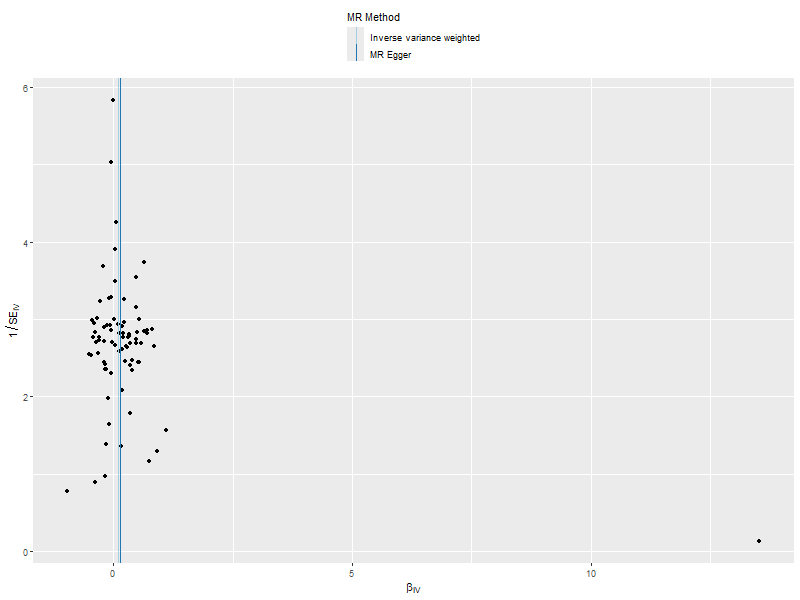 MR Method
Inverse variance weighted
MR Egger
6
4
2
0
1 / SE_IV
0 5 10
β_IV